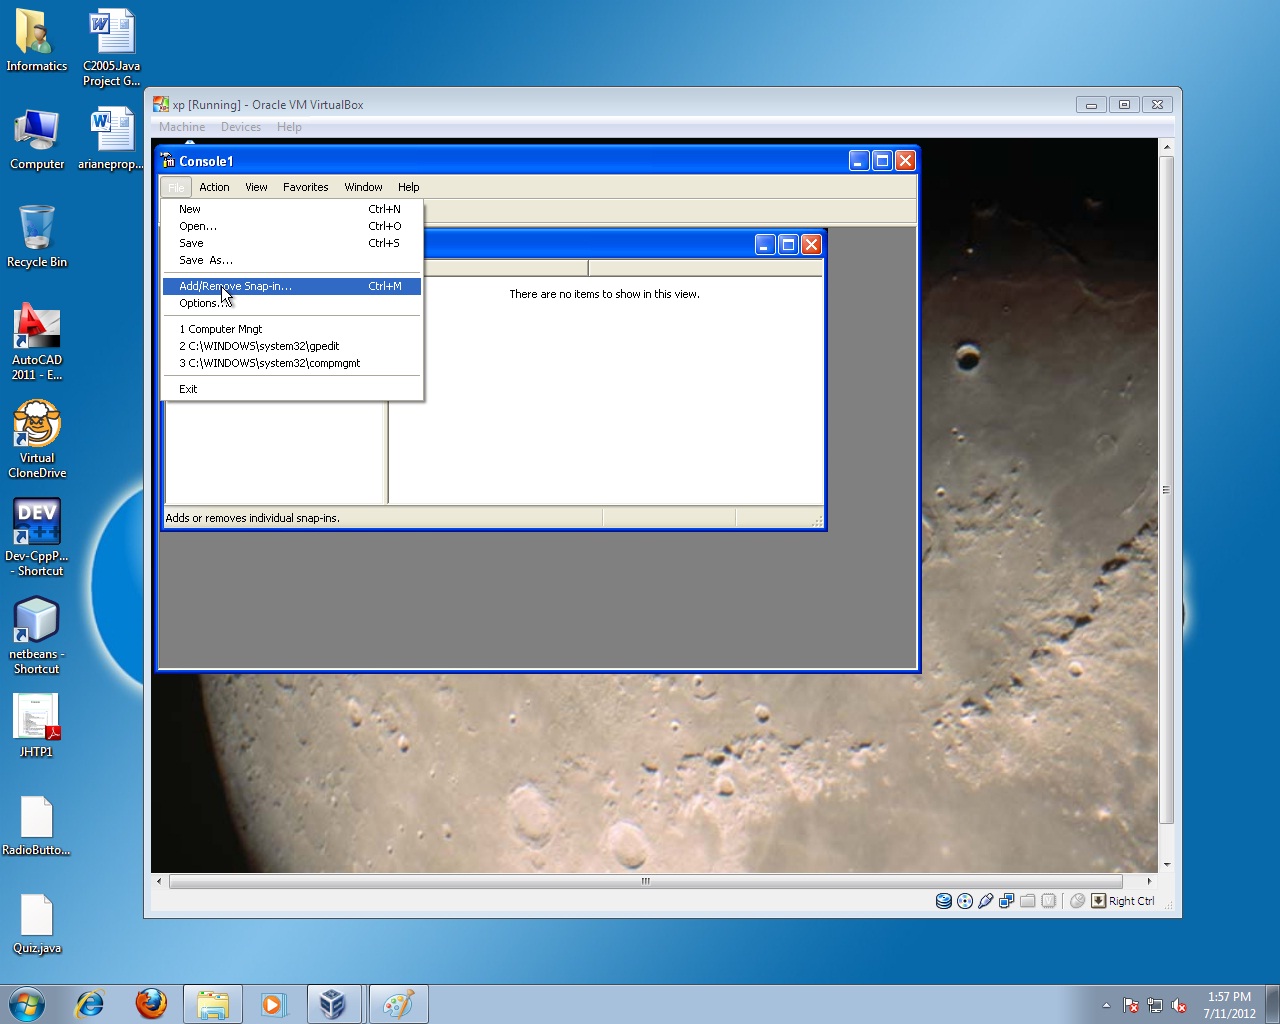 Informatics
C2005.Java
Project G...
Computer
arianeprop...
Recycle Bin
AutoCAD
2011 - E...
Virtual
CloneDrive
DEV
C++
Dev-CppP...
- Shortcut
netbeans -
Shortcut
JHTP1
RadioButto...
Quiz.java
xp [Running] - Oracle VM VirtualBox
Machine Devices Help
Console1
File Action View Favorites Window Help
New Ctrl+N
Open... Ctrl+O
Save Ctrl+S
Save As...
Add/Remove Snap-in... Ctrl+M
Options...
1 Computer Mngt
2 C:\WINDOWS\system32\gpedit
3 C:\WINDOWS\system32\compmgmt
Exit
There are no items to show in this view.
Adds or removes individual snap-ins.
Right Ctrl
1:57 PM
7/11/2012